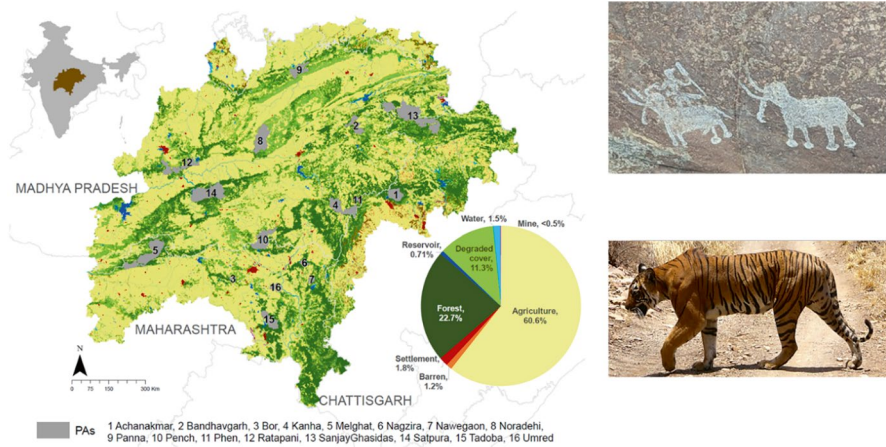 9
13
2
8
12
MADHYA PRADESH
14
11
1
4
5
10
Water, 1.5%
Mine, <0.5%
Reservoir,
0.71%
Degraded
cover,
11.3%
6
3
7
16
Forest,
22.7%
Agriculture,
60.6%
15
MAHARASHTRA
Settlement,
1.8%
Barren,
1.2%
N
0 75 150 300 Km
CHATTISGARH
PAs
1 Achanakmar, 2 Bandhavgarh, 3 Bor, 4 Kanha, 5 Melghat, 6 Nagzira, 7 Nawegaon, 8 Noradehi,
9 Panna, 10 Pench, 11 Phen, 12 Ratapani, 13 SanjayGhasidas, 14 Satpura, 15 Tadoba, 16 Umred